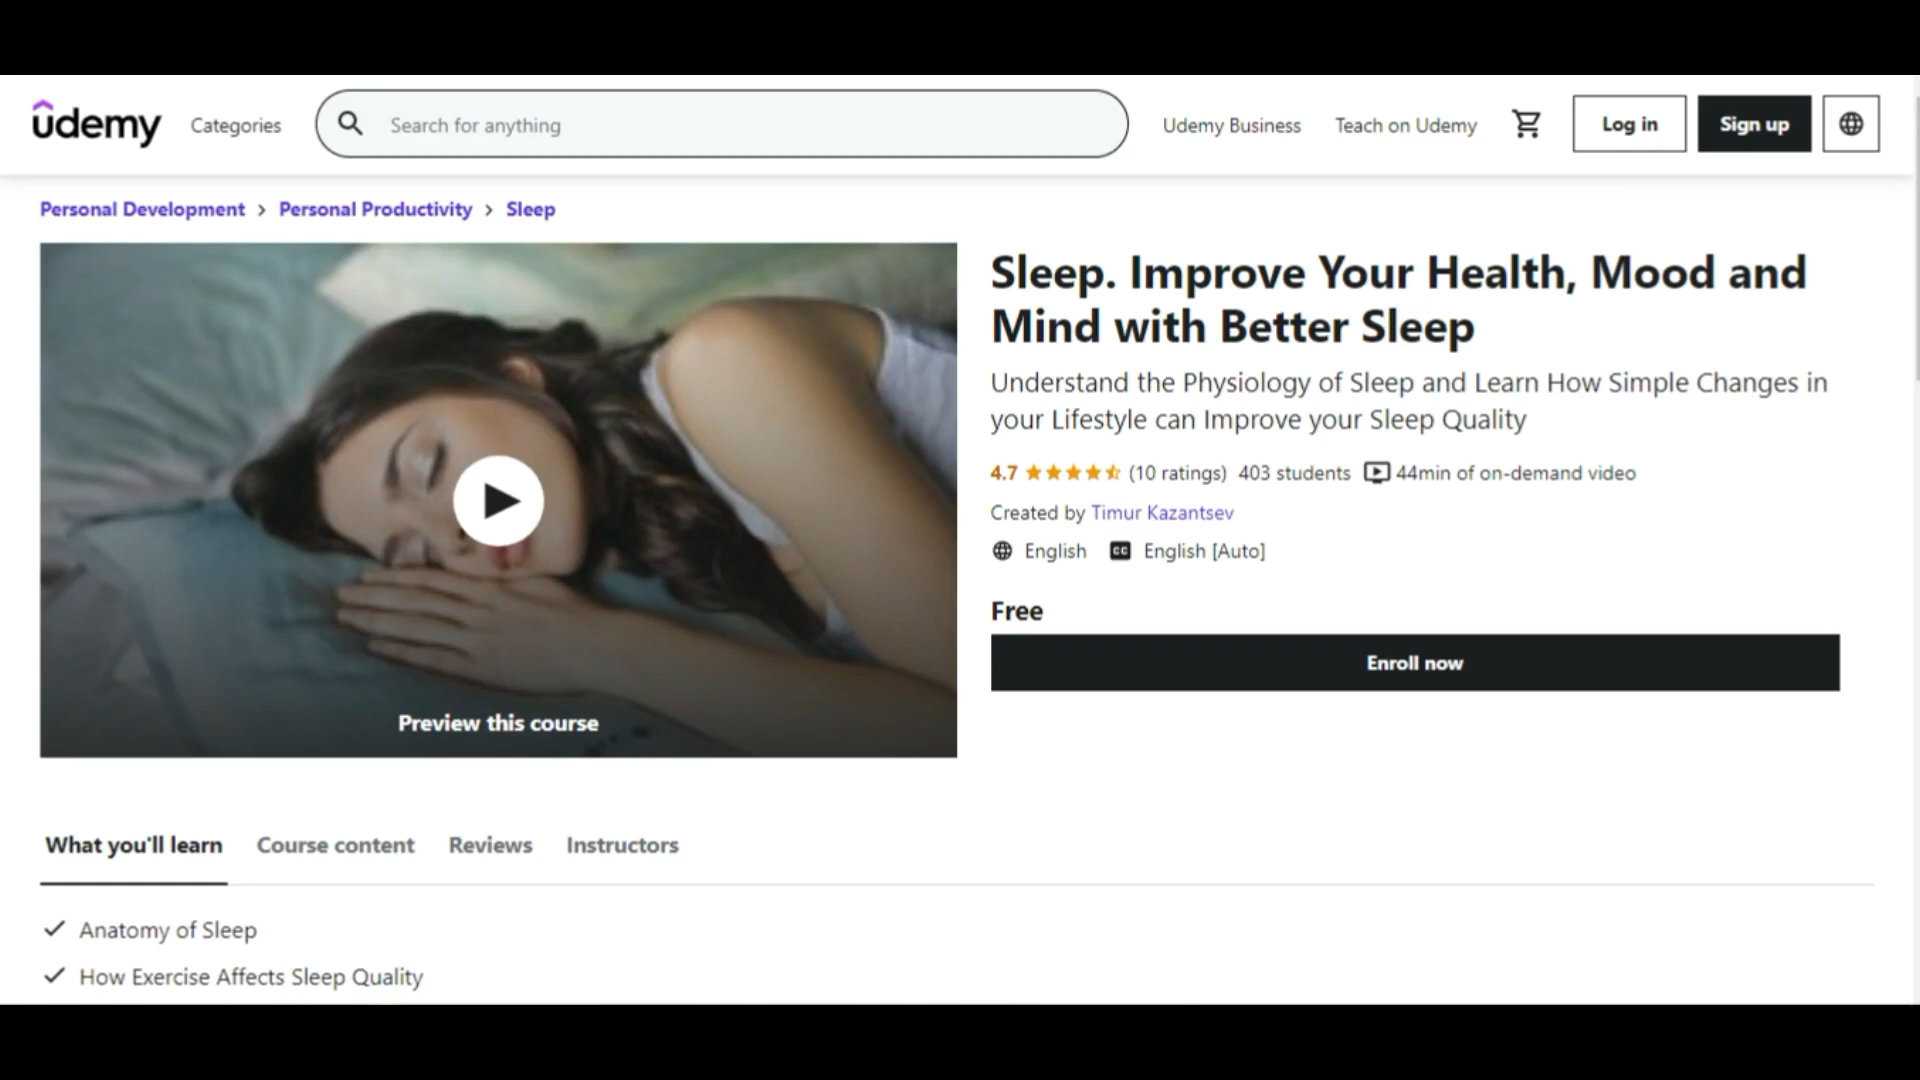 udemy
Categories
Search for anything
Udemy Business
Teach on Udemy
Log in
Sign up
Personal Development > Personal Productivity > Sleep
Preview this course
Sleep. Improve Your Health, Mood and
Mind with Better Sleep
Understand the Physiology of Sleep and Learn How Simple Changes in
your Lifestyle can Improve your Sleep Quality
4.7 (10 ratings) 403 students 44min of on-demand video
Created by Timur Kazantsev
English CC English [Auto]
Free
Enroll now
What you'll learn
Course content
Reviews
Instructors
Anatomy of Sleep
How Exercise Affects Sleep Quality